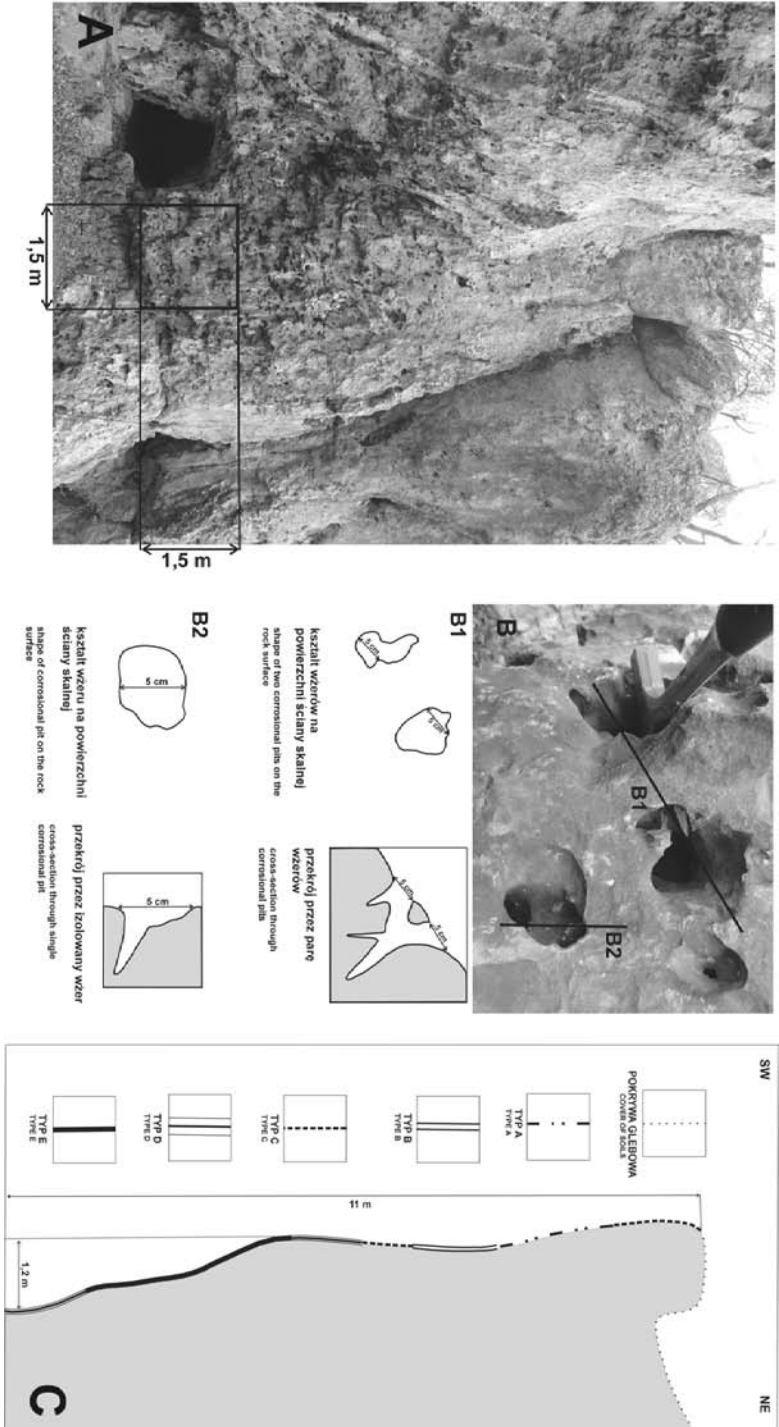 A
1,5 m
1,5 m
B
B1
B2
B1
5 cm
5 cm
kształt wżerów na
powierzchni ściany skalnej
shape of two corrosional pits on the
rock surface
5 cm
5 cm
przekrój przez parę
wżerów
cross-section through
corrosional pits
B2
5 cm
kształt wżeru na powierzchni
ściany skalnej
shape of corrosional pit on the rock
surface
5 cm
przekrój przez izolowany wżer
cross-section through single
corrosional pit
SW
NE
POKRYWA GLEBOWA
COVER OF SOILS
TYP A
TYPE A
TYP B
TYPE B
TYP C
TYPE C
TYP D
TYPE D
TYP E
TYPE E
11 m
1,2 m
C